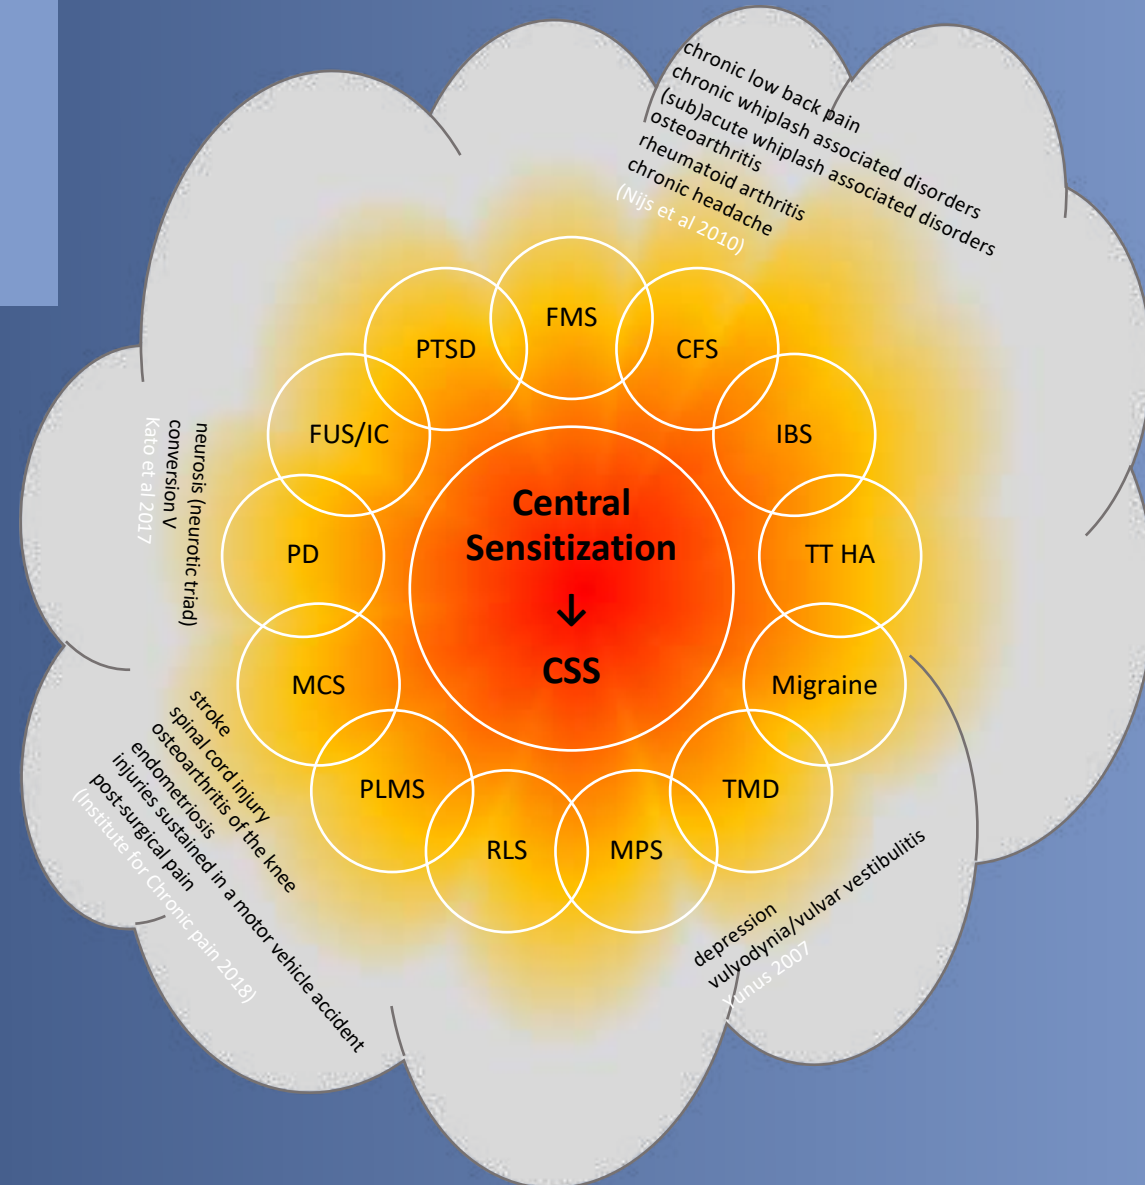 chronic low back pain
chronic whiplash associated disorders
(sub)acute whiplash associated disorders
osteoarthritis
rheumatoid arthritis
chronic headache
(Nijs et al 2010)
FMS
CFS
IBS
TT HA
Migraine
TMD
MPS
RLS
PLMS
MCS
PD
FUS/IC
PTSD
Central
Sensitization
↓
CSS
neurosis (neurotic triad)
conversion V
Kato et al 2017
stroke
spinal cord injury
osteoarthritis of the knee
endometriosis
injuries sustained in a motor vehicle accident
post-surgical pain
(Institute for Chronic pain 2018)
depression
vulvodynia/vulvar vestibulitis
Yunus 2007